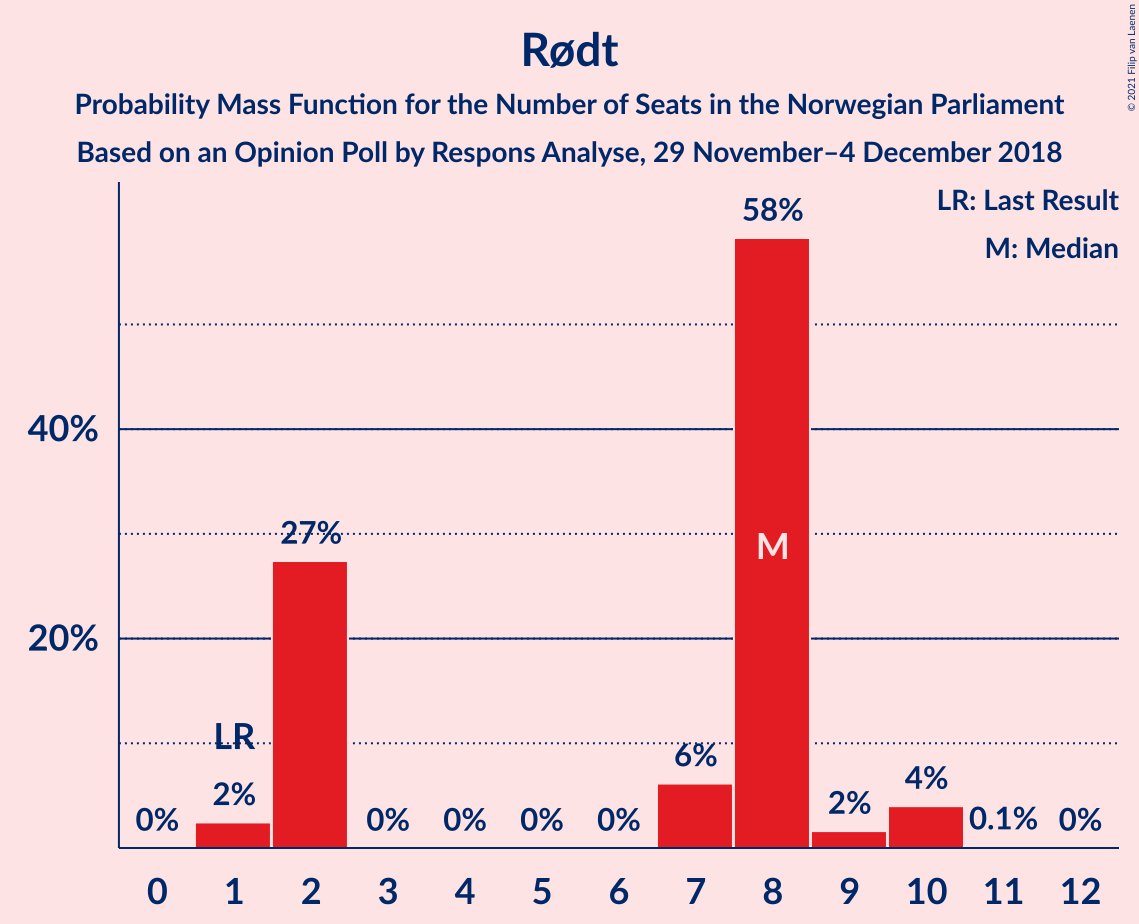 Rødt
Probability Mass Function for the Number of Seats in the Norwegian Parliament
Based on an Opinion Poll by Respons Analyse, 29 November–4 December 2018
© 2021 Filip van Laenen
LR: Last Result
M: Median
58%
40%
27%
M
20%
LR
6%
2%
4%
2%
0%
0%
0%
0%
0%
0.1%
0%
0 1 2 3 4 5 6 7 8 9 10 11 12